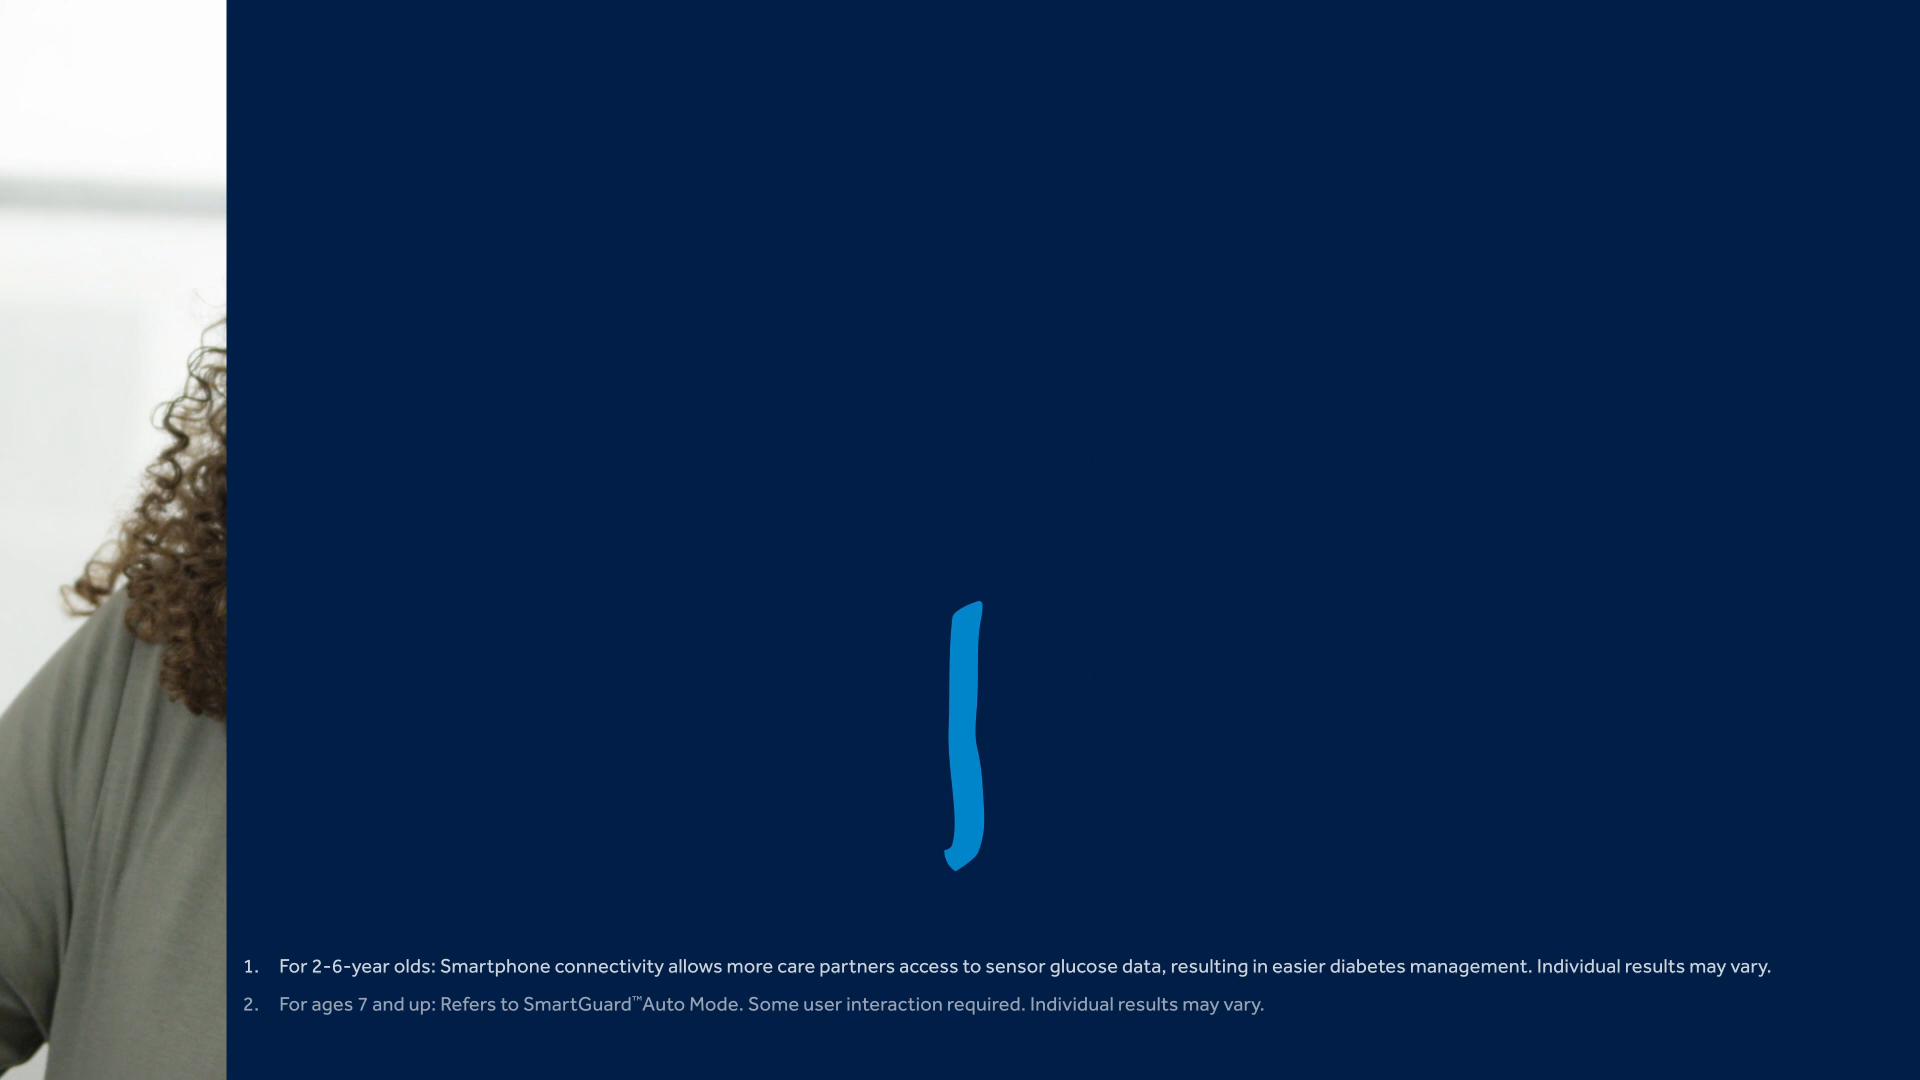 1. For 2-6-year olds: Smartphone connectivity allows more care partners access to sensor glucose data, resulting in easier diabetes management. Individual results may vary.
2. For ages 7 and up: Refers to SmartGuard™Auto Mode. Some user interaction required. Individual results may vary.